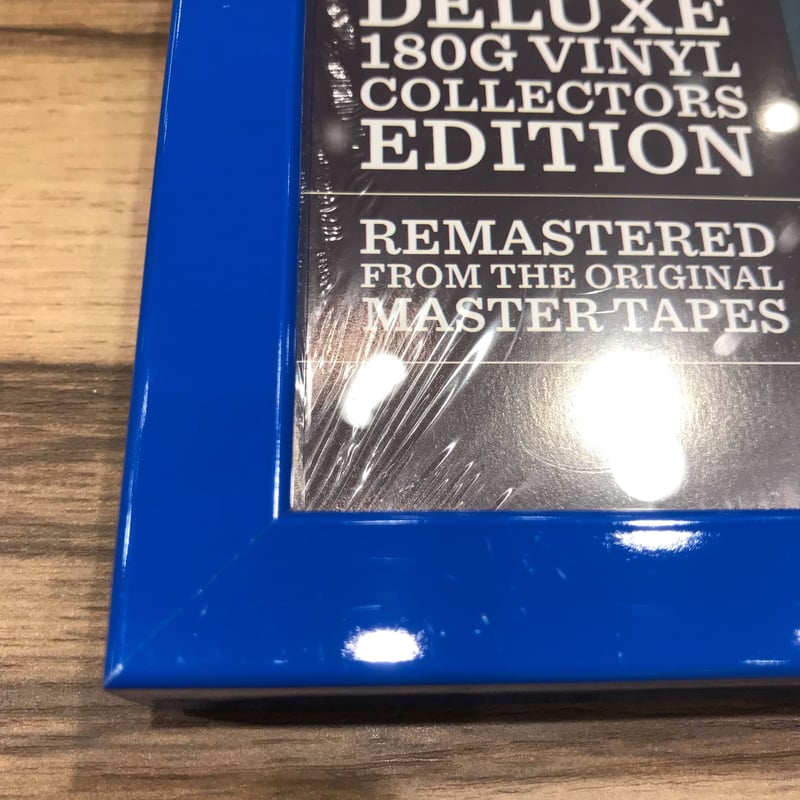 DELUXE
180G VINYL
COLLECTORS
EDITION
REMASTERED
FROM THE ORIGINAL
MASTER TAPES